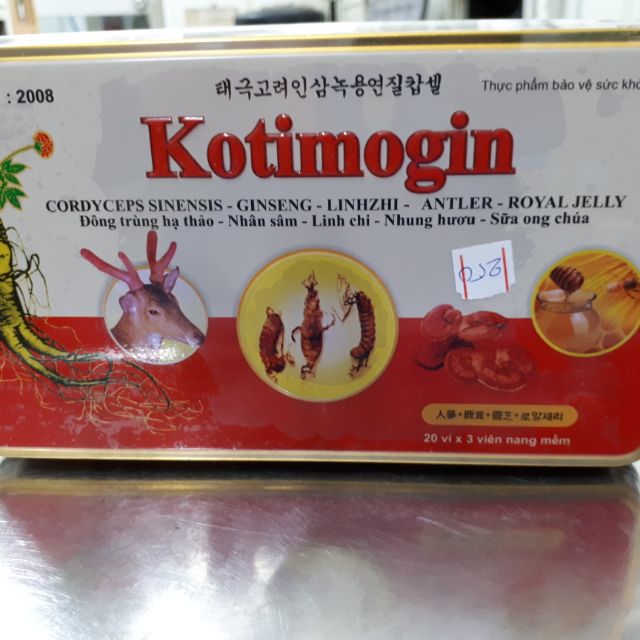 : 2008
태극고려인삼녹용연질캅셀
Thực phẩm bảo vệ sức khỏ
Kotimogin
CORDYCEPS SINENSIS - GINSENG - LINHZHI - ANTLER - ROYAL JELLY
Đông trùng hạ thảo - Nhân sâm - Linh chi - Nhung hươu - Sữa ong chúa
人蔘+鹿茸+靈芝+로얄제리
20 vỉ x 3 viên nang mềm